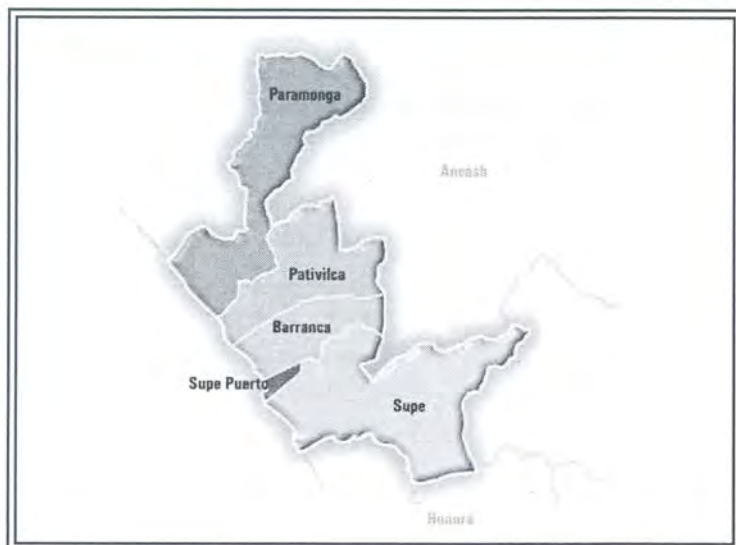 Paramonga
Ancash
Pativilca
Barranca
Supe Puerto
Supe
Huaura